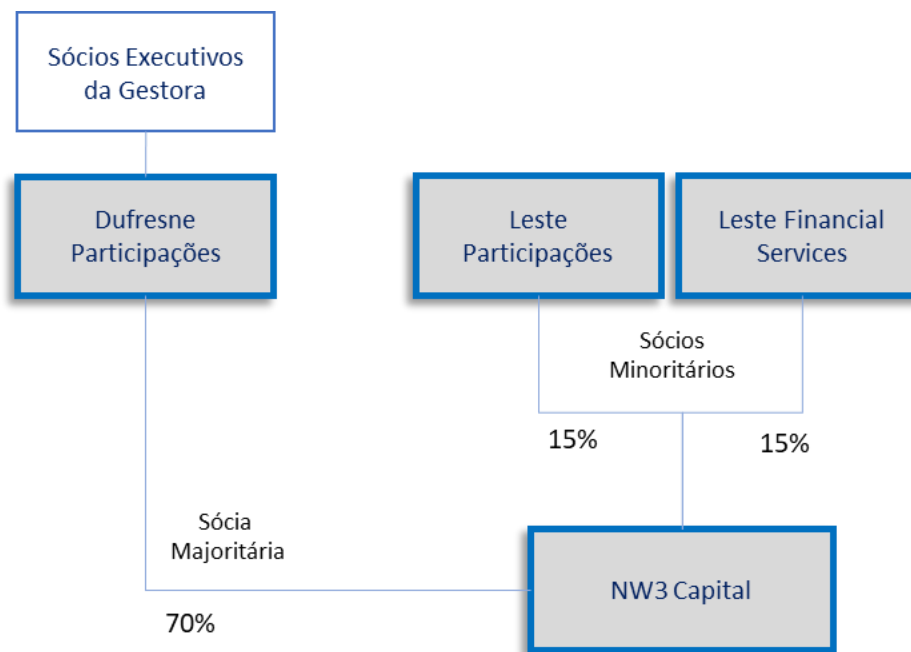 Sócios Executivos
da Gestora
Dufresne
Participações
Leste
Participações
Leste Financial
Services
Sócios
Minoritários
15%
15%
Sócia
Majoritária
70%
NW3 Capital